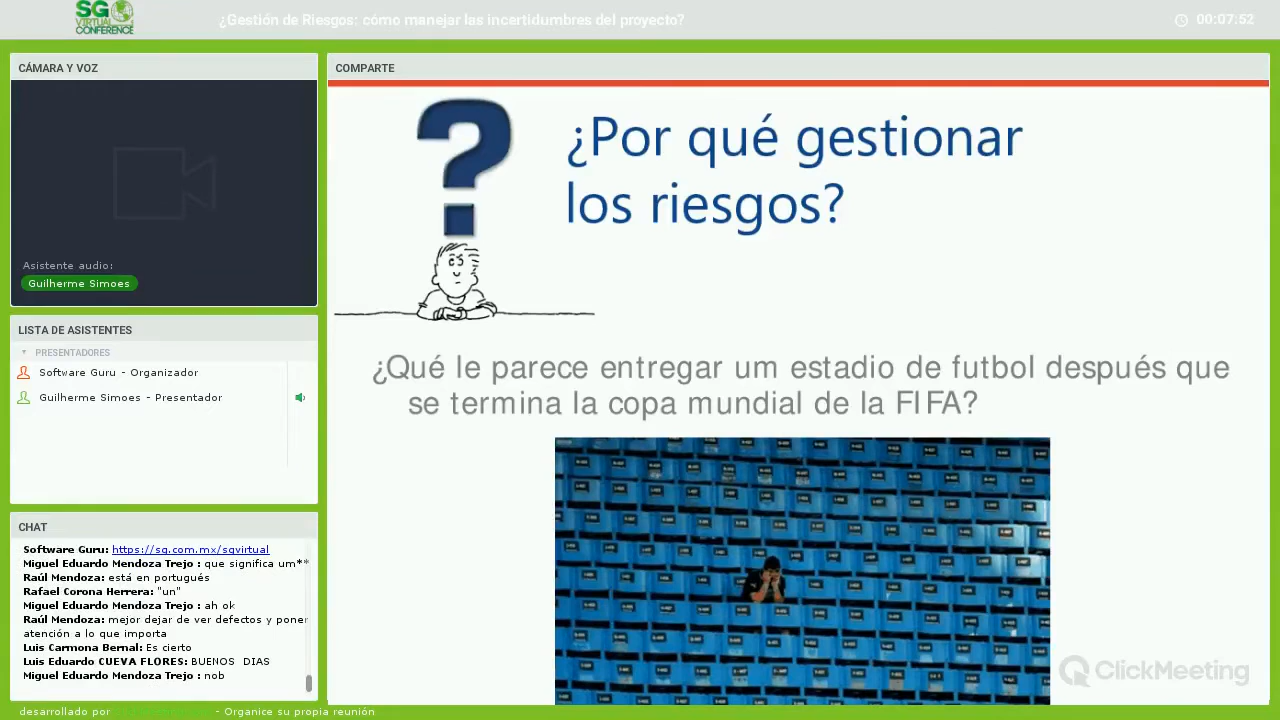 SG
VIRTUAL
CONFERENCE
¿Gestión de Riesgos: cómo manejar las incertidumbres del proyecto?
00:07:52
CÁMARA Y VOZ
Asistente audio:
Guilherme Simoes
LISTA DE ASISTENTES
PRESENTADORES
Software Guru - Organizador
Guilherme Simoes - Presentador
CHAT
Software Guru: https://sg.com.mx/sgvirtual
Miguel Eduardo Mendoza Trejo : que significa um**
Raúl Mendoza: está en portugués
Rafael Corona Herrera: "un"
Miguel Eduardo Mendoza Trejo : ah ok
Raúl Mendoza: mejor dejar de ver defectos y poner
atención a lo que importa
Luis Carmona Bernal: Es cierto
Luis Eduardo CUEVA FLORES: BUENOS DIAS
Miguel Eduardo Mendoza Trejo : nob
desarrollado por
- Organice su propia reunión
COMPARTE
¿Por qué gestionar
los riesgos?
¿Qué le parece entregar um estadio de futbol después que
se termina la copa mundial de la FIFA?
ClickMeeting